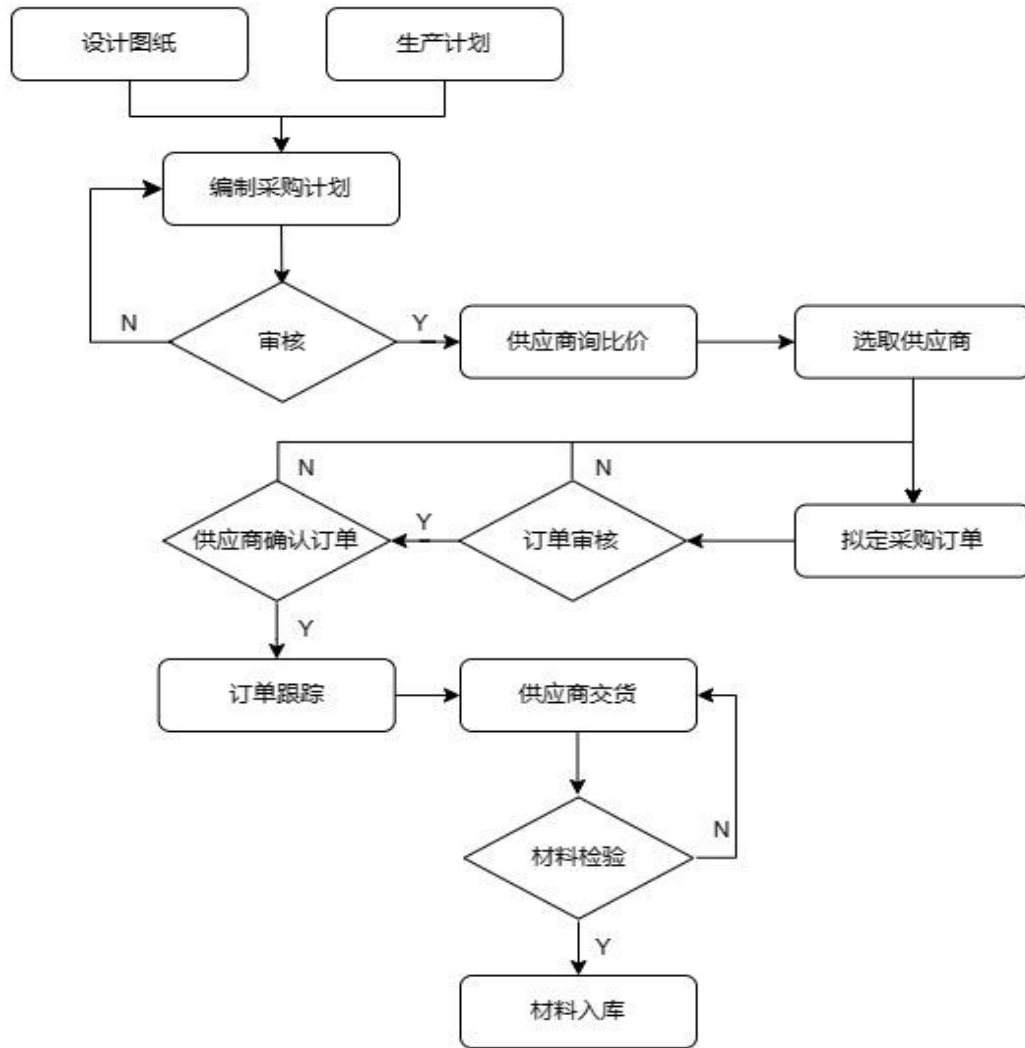 设计图纸
生产计划
编制采购计划
N
审核
Y
供应商询比价
选取供应商
N
N
供应商确认订单
Y
订单审核
拟定采购订单
Y
订单跟踪
供应商交货
材料检验
N
Y
材料入库